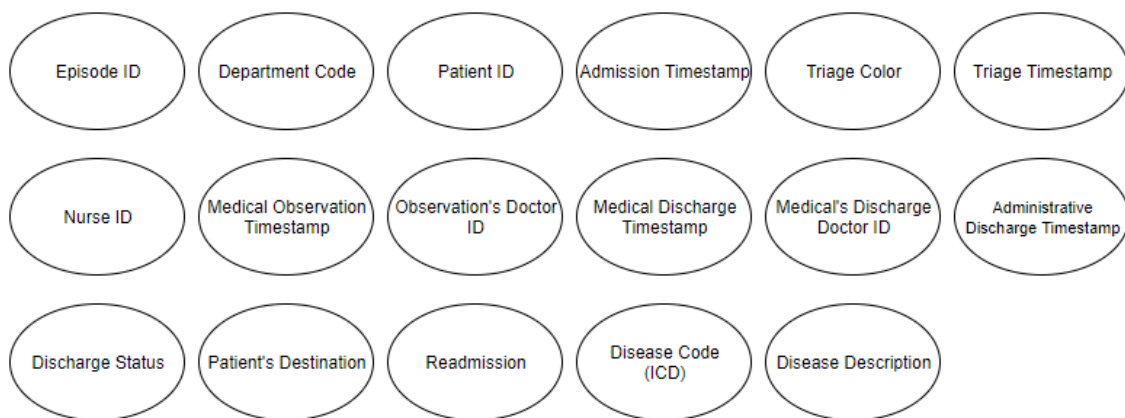 Episode ID
Department Code
Patient ID
Admission Timestamp
Triage Color
Triage Timestamp
Nurse ID
Medical Observation
Timestamp
Observation's Doctor
ID
Medical Discharge
Timestamp
Medical's Discharge
Doctor ID
Administrative
Discharge Timestamp
Discharge Status
Patient's Destination
Readmission
Disease Code
(ICD)
Disease Description